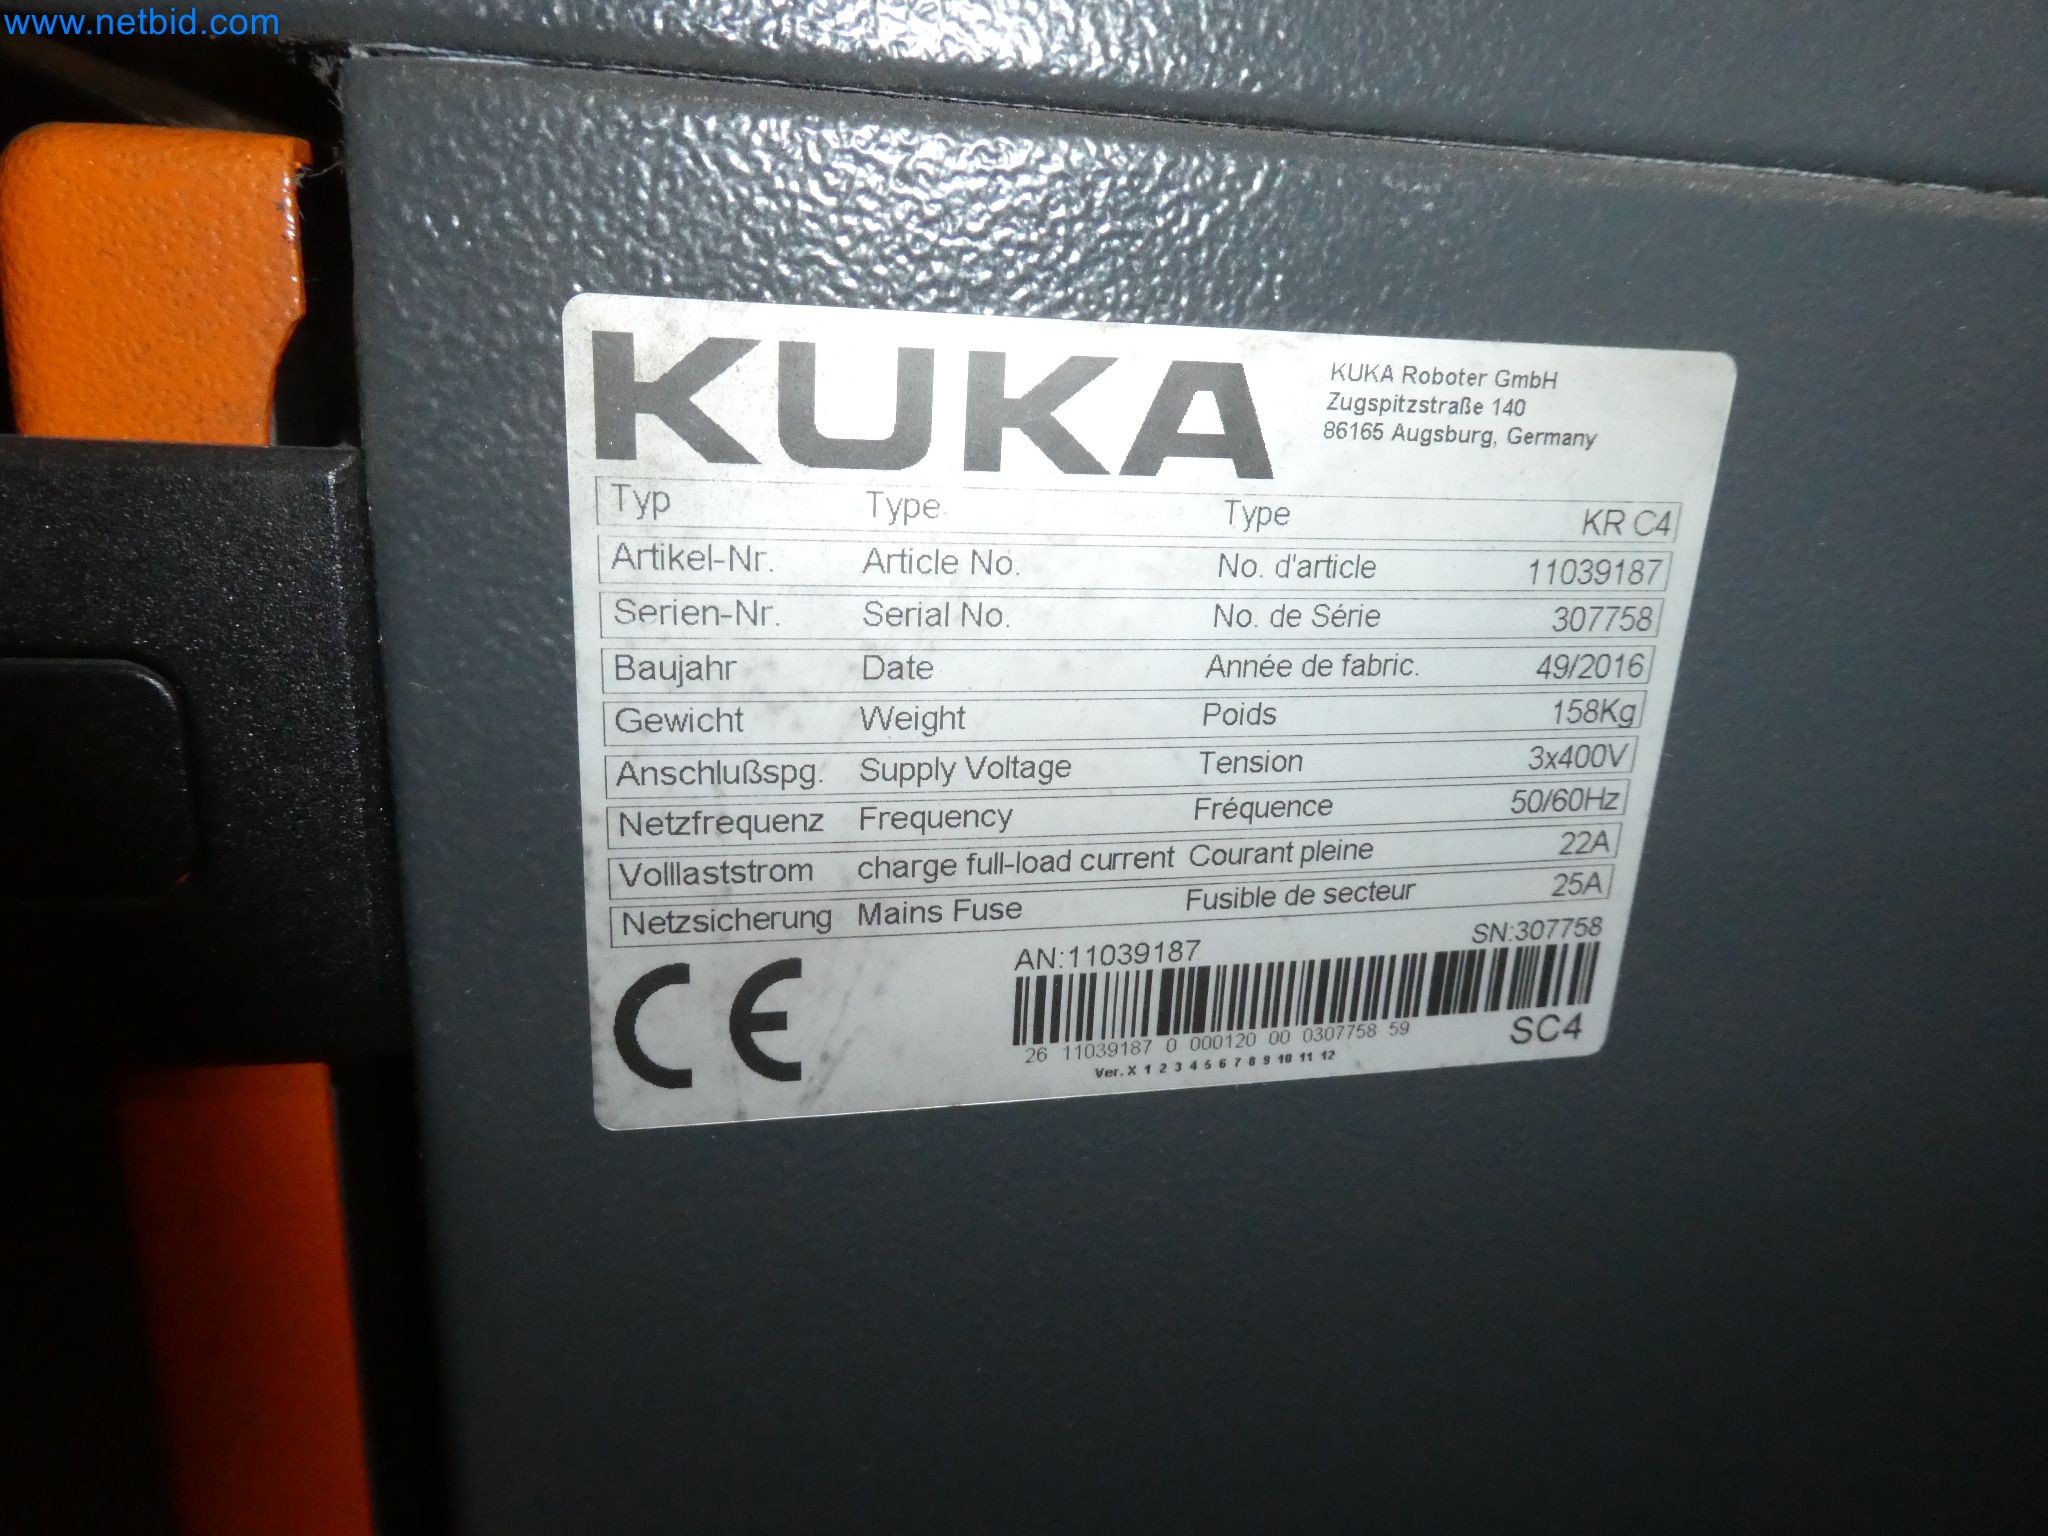 www.netbid.com
KUKA
KUKA Roboter GmbH
Zugspitzstraße 140
86165 Augsburg, Germany
Typ Type Type KR C4
Artikel-Nr. Article No. No. d'article 11039187
Serien-Nr. Serial No. No. de Série 307758
Baujahr Date Année de fabric. 49/2016
Gewicht Weight Poids 158Kg
Anschlußspg. Supply Voltage Tension 3x400V
Netzfrequenz Frequency Fréquence 50/60Hz
Volllaststrom charge full-load current Courant pleine 22A
Netzsicherung Mains Fuse Fusible de secteur 25A
CE
AN:11039187 SN:307758
26 11039187 0 000120 00 0307758 59
SC4
Ver. X 1 2 3 4 5 6 7 8 9 10 11 12